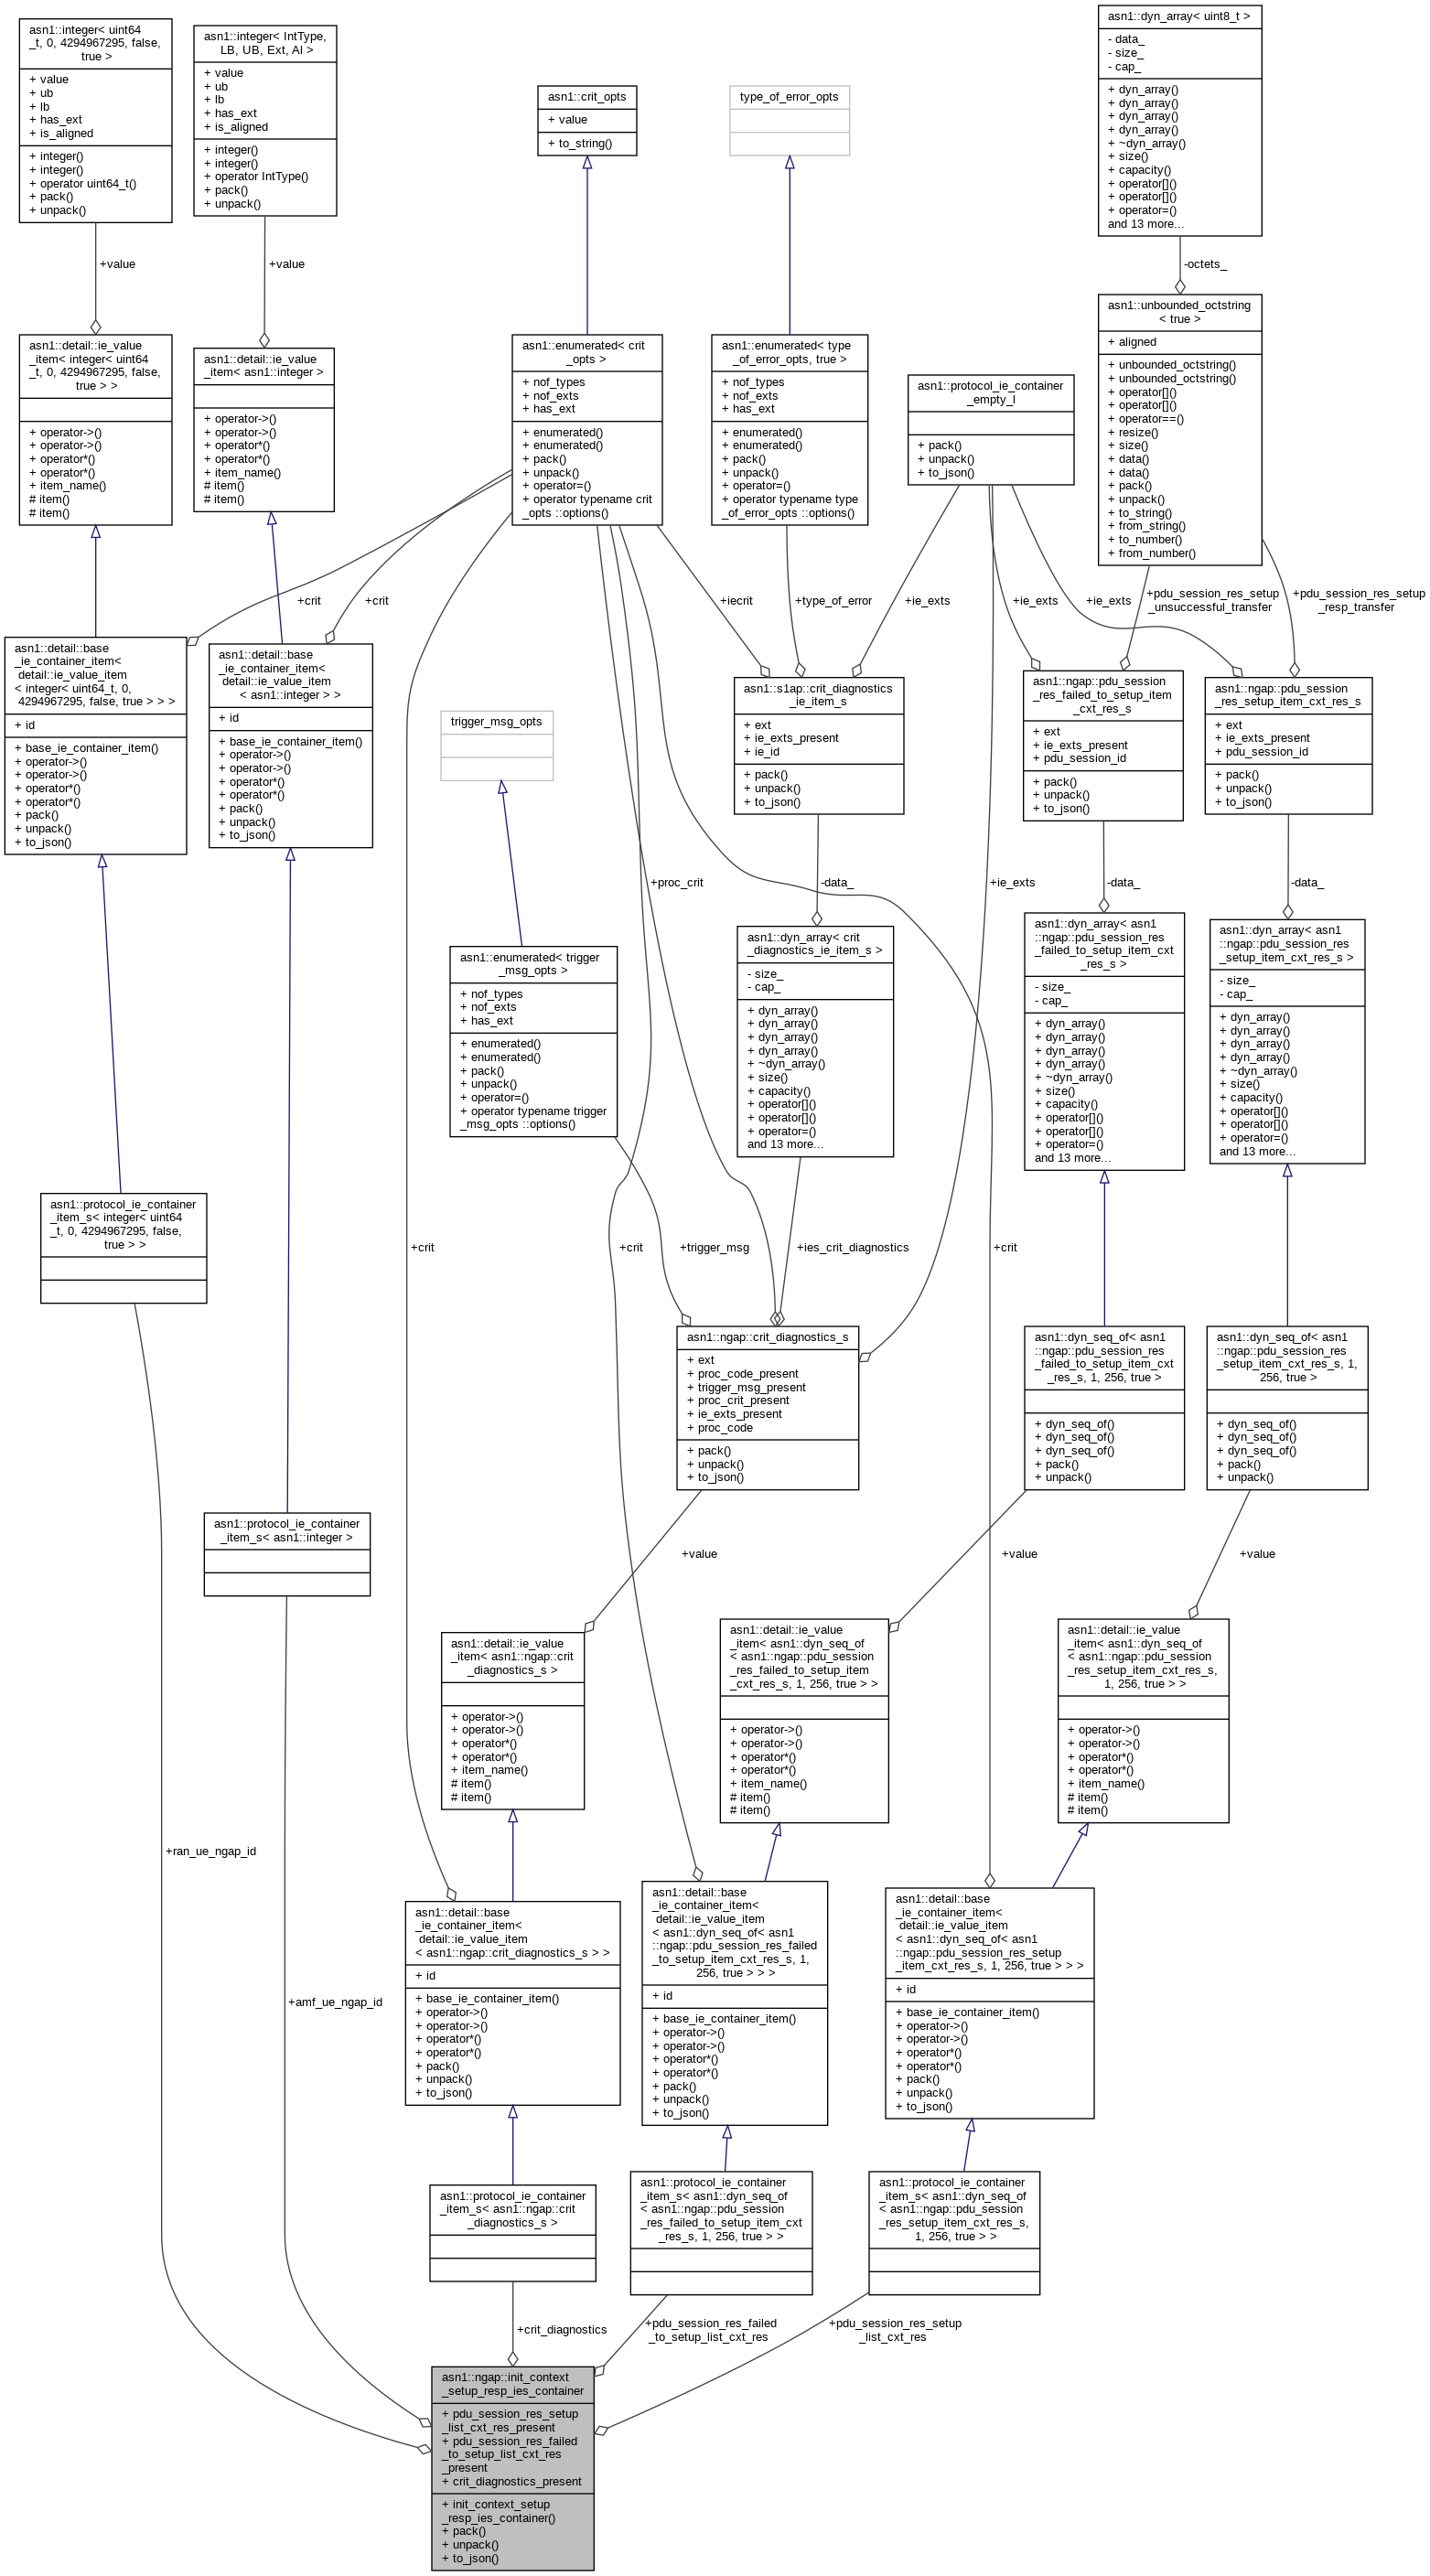 asn1::integer< uint64
_t, 0, 4294967295, false,
true >
+ value
+ ub
+ lb
+ has_ext
+ is_aligned
+ integer()
+ integer()
+ operator uint64_t()
+ pack()
+ unpack()
asn1::integer< IntType,
LB, UB, Ext, Al >
+ value
+ ub
+ lb
+ has_ext
+ is_aligned
+ integer()
+ integer()
+ operator IntType()
+ pack()
+ unpack()
asn1::crit_opts
+ value
+ to_string()
type_of_error_opts
asn1::dyn_array< uint8_t >
- data_
- size_
- cap_
+ dyn_array()
+ dyn_array()
+ dyn_array()
+ dyn_array()
+ ~dyn_array()
+ size()
+ capacity()
+ operator[]()
+ operator[]()
+ operator=()
and 13 more...
+value
+value
-octets_
asn1::detail::ie_value
_item< integer< uint64
_t, 0, 4294967295, false,
true > >
+ operator->()
+ operator->()
+ operator*()
+ operator*()
+ item_name()
# item()
# item()
asn1::detail::ie_value
_item< asn1::integer >
+ operator->()
+ operator->()
+ operator*()
+ operator*()
+ item_name()
# item()
# item()
asn1::enumerated< crit
_opts >
+ nof_types
+ nof_exts
+ has_ext
+ enumerated()
+ enumerated()
+ pack()
+ unpack()
+ operator=()
+ operator typename crit
_opts ::options()
asn1::enumerated< type
_of_error_opts, true >
+ nof_types
+ nof_exts
+ has_ext
+ enumerated()
+ enumerated()
+ pack()
+ unpack()
+ operator=()
+ operator typename type
_of_error_opts ::options()
asn1::protocol_ie_container
_empty_l
+ pack()
+ unpack()
+ to_json()
asn1::unbounded_octstring
< true >
+ aligned
+ unbounded_octstring()
+ unbounded_octstring()
+ operator[]()
+ operator[]()
+ operator==()
+ resize()
+ size()
+ data()
+ data()
+ pack()
+ unpack()
+ to_string()
+ from_string()
+ to_number()
+ from_number()
+crit
+crit
+iecrit
+type_of_error
+ie_exts
+ie_exts
+ie_exts
+pdu_session_res_setup
_unsuccessful_transfer
+pdu_session_res_setup
_resp_transfer
asn1::detail::base
_ie_container_item<
detail::ie_value_item
< integer< uint64_t, 0,
4294967295, false, true > > >
+ id
+ base_ie_container_item()
+ operator->()
+ operator->()
+ operator*()
+ operator*()
+ pack()
+ unpack()
+ to_json()
asn1::detail::base
_ie_container_item<
detail::ie_value_item
< asn1::integer > >
+ id
+ base_ie_container_item()
+ operator->()
+ operator->()
+ operator*()
+ operator*()
+ pack()
+ unpack()
+ to_json()
trigger_msg_opts
asn1::s1ap::crit_diagnostics
_ie_item_s
+ ext
+ ie_exts_present
+ ie_id
+ pack()
+ unpack()
+ to_json()
asn1::ngap::pdu_session
_res_failed_to_setup_item
_cxt_res_s
+ ext
+ ie_exts_present
+ pdu_session_id
+ pack()
+ unpack()
+ to_json()
asn1::ngap::pdu_session
_res_setup_item_cxt_res_s
+ ext
+ ie_exts_present
+ pdu_session_id
+ pack()
+ unpack()
+ to_json()
+proc_crit
-data_
+ie_exts
-data_
-data_
asn1::enumerated< trigger
_msg_opts >
+ nof_types
+ nof_exts
+ has_ext
+ enumerated()
+ enumerated()
+ pack()
+ unpack()
+ operator=()
+ operator typename trigger
_msg_opts ::options()
asn1::dyn_array< crit
_diagnostics_ie_item_s >
- size_
- cap_
+ dyn_array()
+ dyn_array()
+ dyn_array()
+ dyn_array()
+ ~dyn_array()
+ size()
+ capacity()
+ operator[]()
+ operator[]()
+ operator=()
and 13 more...
asn1::dyn_array< asn1
::ngap::pdu_session_res
_failed_to_setup_item_cxt
_res_s >
- size_
- cap_
+ dyn_array()
+ dyn_array()
+ dyn_array()
+ dyn_array()
+ ~dyn_array()
+ size()
+ capacity()
+ operator[]()
+ operator[]()
+ operator=()
and 13 more...
asn1::dyn_array< asn1
::ngap::pdu_session_res
_setup_item_cxt_res_s >
- size_
- cap_
+ dyn_array()
+ dyn_array()
+ dyn_array()
+ dyn_array()
+ ~dyn_array()
+ size()
+ capacity()
+ operator[]()
+ operator[]()
+ operator=()
and 13 more...
asn1::protocol_ie_container
_item_s< integer< uint64
_t, 0, 4294967295, false,
true > >
+crit
+crit
+trigger_msg
+ies_crit_diagnostics
+crit
asn1::ngap::crit_diagnostics_s
+ ext
+ proc_code_present
+ trigger_msg_present
+ proc_crit_present
+ ie_exts_present
+ proc_code
+ pack()
+ unpack()
+ to_json()
asn1::dyn_seq_of< asn1
::ngap::pdu_session_res
_failed_to_setup_item_cxt
_res_s, 1, 256, true >
+ dyn_seq_of()
+ dyn_seq_of()
+ dyn_seq_of()
+ pack()
+ unpack()
asn1::dyn_seq_of< asn1
::ngap::pdu_session_res
_setup_item_cxt_res_s, 1,
256, true >
+ dyn_seq_of()
+ dyn_seq_of()
+ dyn_seq_of()
+ pack()
+ unpack()
asn1::protocol_ie_container
_item_s< asn1::integer >
+value
+value
+value
asn1::detail::ie_value
_item< asn1::ngap::crit
_diagnostics_s >
+ operator->()
+ operator->()
+ operator*()
+ operator*()
+ item_name()
# item()
# item()
asn1::detail::ie_value
_item< asn1::dyn_seq_of
< asn1::ngap::pdu_session
_res_failed_to_setup_item
_cxt_res_s, 1, 256, true > >
+ operator->()
+ operator->()
+ operator*()
+ operator*()
+ item_name()
# item()
# item()
asn1::detail::ie_value
_item< asn1::dyn_seq_of
< asn1::ngap::pdu_session
_res_setup_item_cxt_res_s,
1, 256, true > >
+ operator->()
+ operator->()
+ operator*()
+ operator*()
+ item_name()
# item()
# item()
+ran_ue_ngap_id
+amf_ue_ngap_id
asn1::detail::base
_ie_container_item<
detail::ie_value_item
< asn1::ngap::crit_diagnostics_s > >
+ id
+ base_ie_container_item()
+ operator->()
+ operator->()
+ operator*()
+ operator*()
+ pack()
+ unpack()
+ to_json()
asn1::detail::base
_ie_container_item<
detail::ie_value_item
< asn1::dyn_seq_of< asn1
::ngap::pdu_session_res_failed
_to_setup_item_cxt_res_s, 1,
256, true > > >
+ id
+ base_ie_container_item()
+ operator->()
+ operator->()
+ operator*()
+ operator*()
+ pack()
+ unpack()
+ to_json()
asn1::detail::base
_ie_container_item<
detail::ie_value_item
< asn1::dyn_seq_of< asn1
::ngap::pdu_session_res_setup
_item_cxt_res_s, 1, 256, true > > >
+ id
+ base_ie_container_item()
+ operator->()
+ operator->()
+ operator*()
+ operator*()
+ pack()
+ unpack()
+ to_json()
asn1::protocol_ie_container
_item_s< asn1::ngap::crit
_diagnostics_s >
asn1::protocol_ie_container
_item_s< asn1::dyn_seq_of
< asn1::ngap::pdu_session
_res_failed_to_setup_item_cxt
_res_s, 1, 256, true > >
asn1::protocol_ie_container
_item_s< asn1::dyn_seq_of
< asn1::ngap::pdu_session
_res_setup_item_cxt_res_s,
1, 256, true > >
+crit_diagnostics
+pdu_session_res_failed
_to_setup_list_cxt_res
+pdu_session_res_setup
_list_cxt_res
asn1::ngap::init_context
_setup_resp_ies_container
+ pdu_session_res_setup
_list_cxt_res_present
+ pdu_session_res_failed
_to_setup_list_cxt_res
_present
+ crit_diagnostics_present
+ init_context_setup
_resp_ies_container()
+ pack()
+ unpack()
+ to_json()